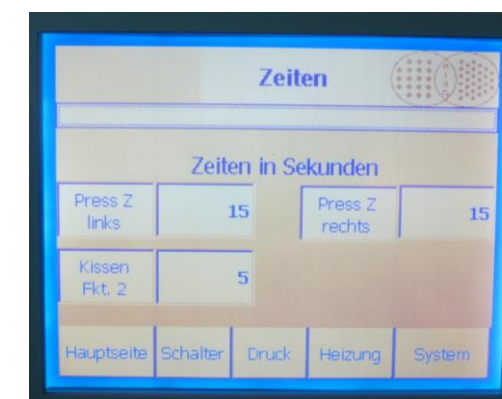 Zeiten
Zeiten in Sekunden
Press Z
links
15
Press Z
rechts
15
Kissen
Fkt. 2
5
Hauptseite Schalter Druck Heizung System